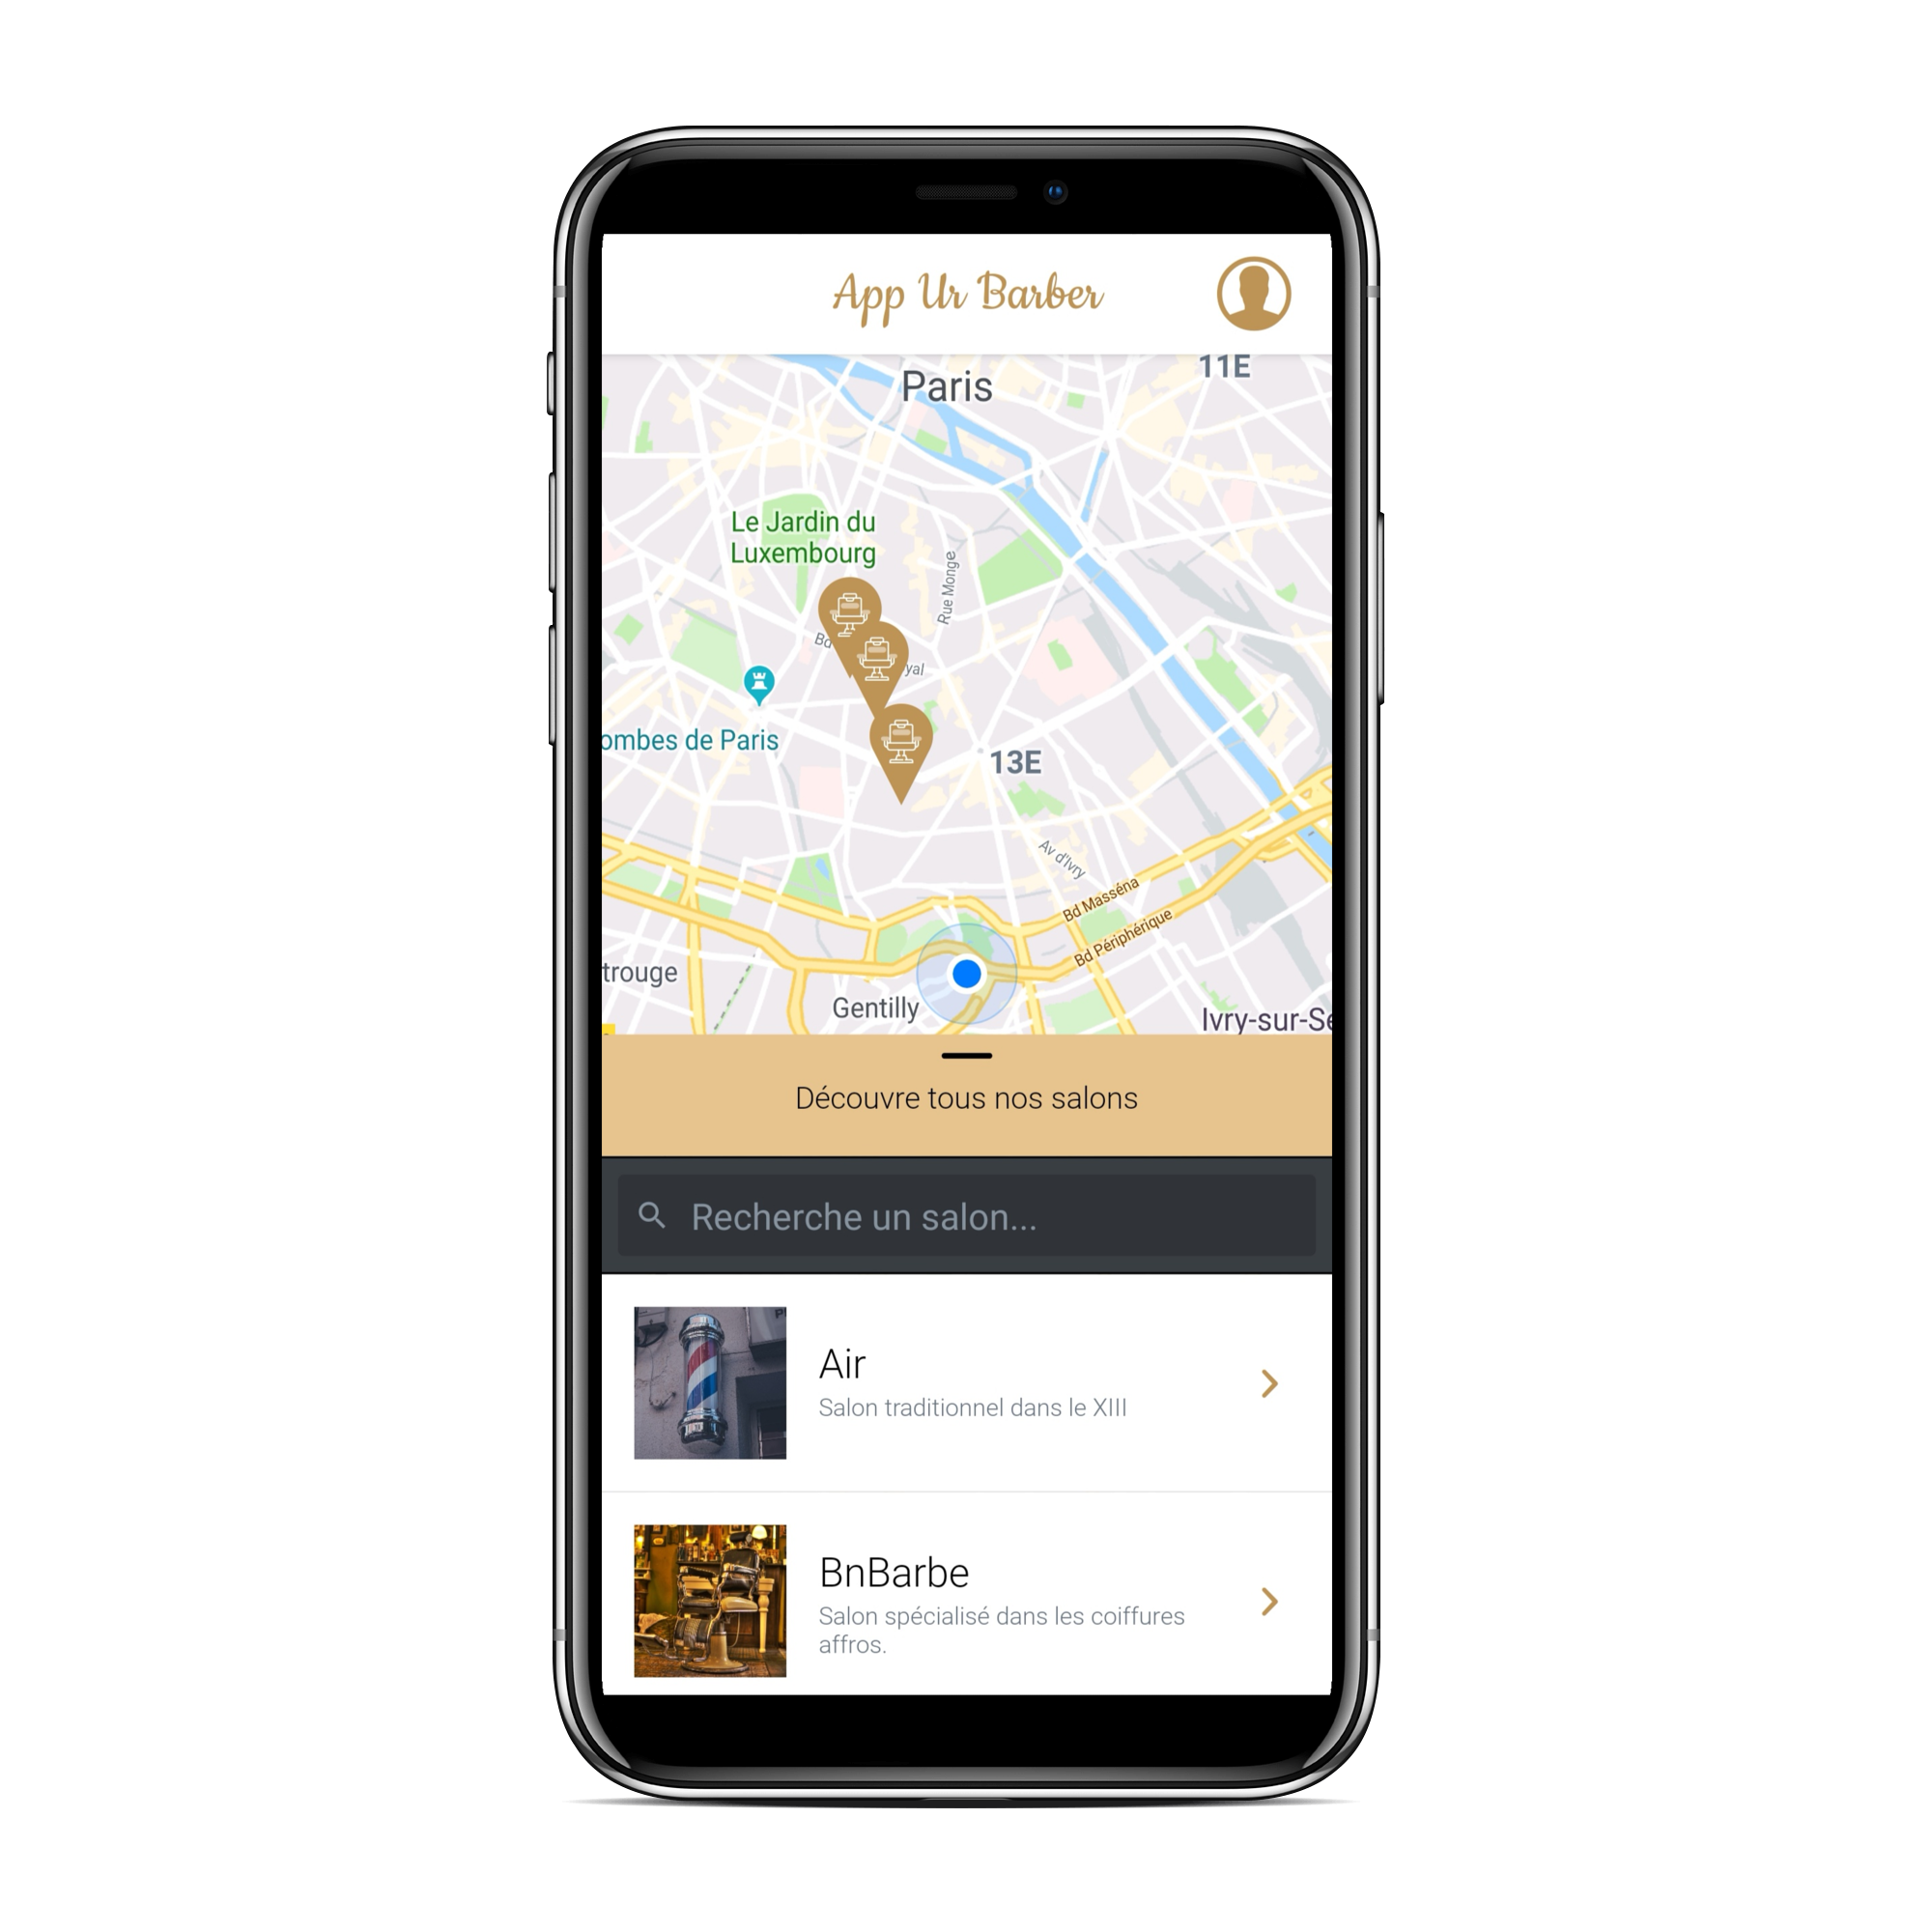 App Ur Barber
Paris
11E
Le Jardin du
Luxembourg
Rue Monge
Bd
yal
ombes de Paris
13E
Av d'Ivry
Bd Masséna
Bd Périphérique
trouge
Gentilly
Ivry-sur-Se
Découvre tous nos salons
Recherche un salon...
Air
Salon traditionnel dans le XIII
BnBarbe
Salon spécialisé dans les coiffures
affros.